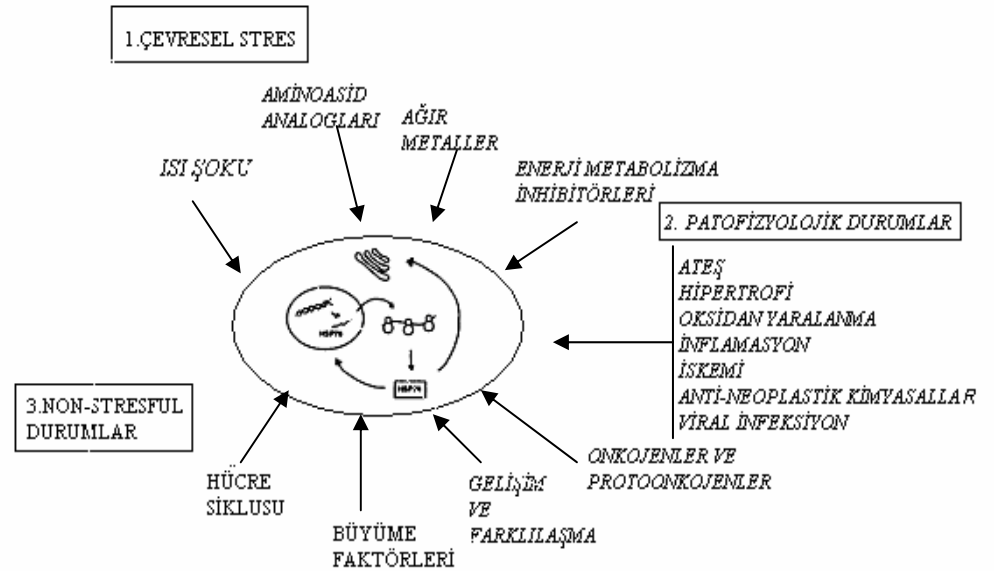 1.ÇEVRESEL STRES
AMİNOASİD
ANALOGLARI
AĞIR
METALLER
ISI ŞOKU
ENERJİ METABOLİZMA
İNHİBİTÖRLERİ
2. PATOFİZYOLOJİK DURUMLAR
ATEŞ
HİPERTROFİ
OKSİDAN YARALANMA
İNFLAMASYON
İSKEMİ
ANTİ-NEOPLASTİK KİMYASALLAR
VİRAL İNFEKSİYON
HSP70
HSP70
3.NON-STRESFUL
DURUMLAR
HÜCRE
SİKLUSU
BÜYÜME
FAKTÖRLERİ
GELİŞİM
VE
FARKLILAŞMA
ONKOJENLER VE
PROTOONKOJENLER